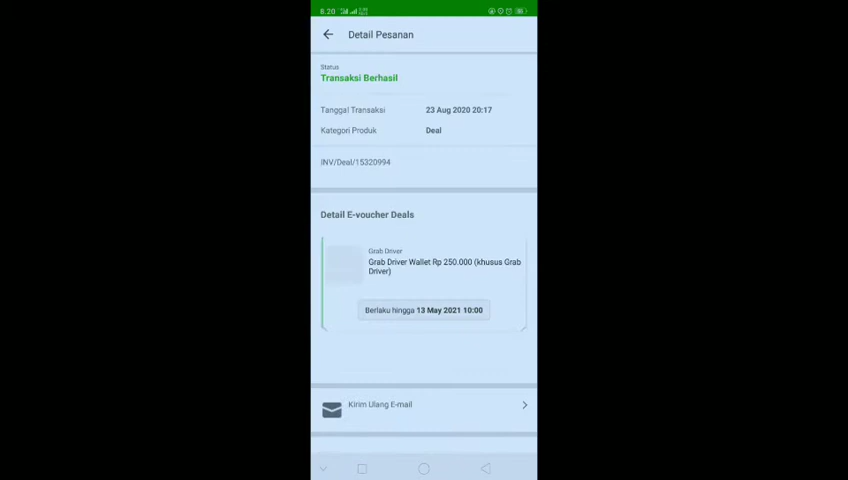 8.20
Detail Pesanan
Status
Transaksi Berhasil
Tanggal Transaksi 23 Aug 2020 20:17
Kategori Produk Deal
INV/Deal/15320994
Detail E-voucher Deals
Grab Driver
Grab Driver Wallet Rp 250.000 (khusus Grab
Driver)
Berlaku hingga 13 May 2021 10:00
Kirim Ulang E-mail